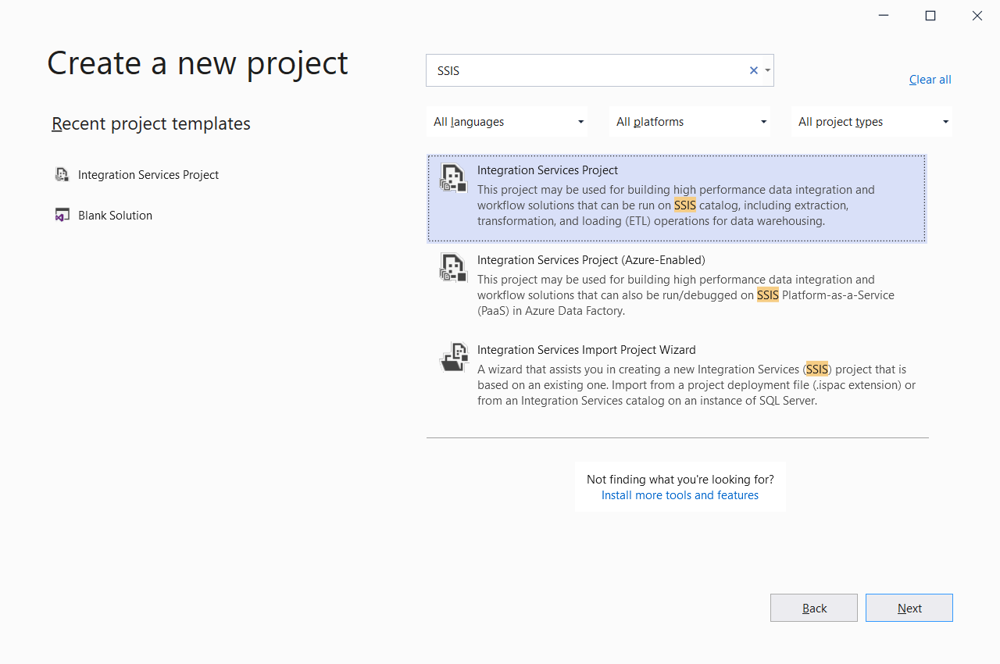 Create a new project
SSIS
Clear all
Recent project templates
All languages
All platforms
All project types
Integration Services Project
Blank Solution
Integration Services Project
This project may be used for building high performance data integration and
workflow solutions that can be run on SSIS catalog, including extraction,
transformation, and loading (ETL) operations for data warehousing.
Integration Services Project (Azure-Enabled)
This project may be used for building high performance data integration and
workflow solutions that can also be run/debugged on SSIS Platform-as-a-Service
(PaaS) in Azure Data Factory.
Integration Services Import Project Wizard
A wizard that assists you in creating a new Integration Services (SSIS) project that is
based on an existing one. Import from a project deployment file (.ispac extension) or
from an Integration Services catalog on an instance of SQL Server.
Not finding what you're looking for?
Install more tools and features
Back
Next